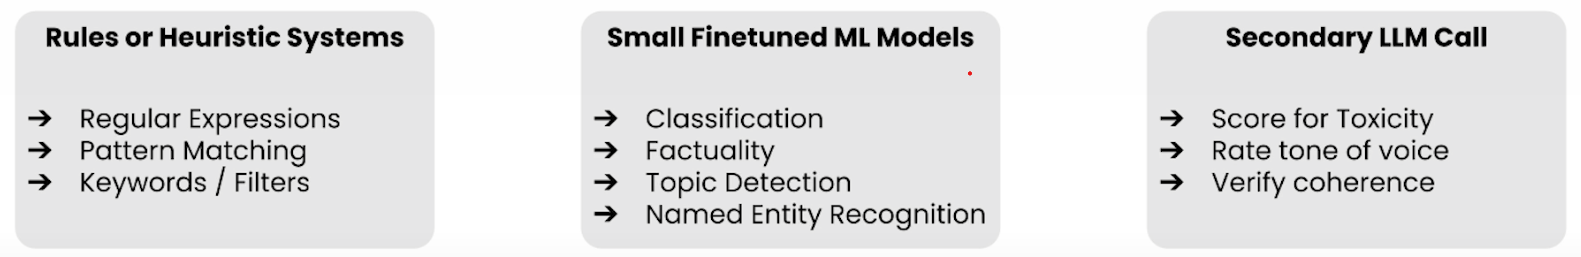 Rules or Heuristic Systems
➔ Regular Expressions
➔ Pattern Matching
➔ Keywords / Filters
Small Finetuned ML Models
➔ Classification
➔ Factuality
➔ Topic Detection
➔ Named Entity Recognition
Secondary LLM Call
➔ Score for Toxicity
➔ Rate tone of voice
➔ Verify coherence